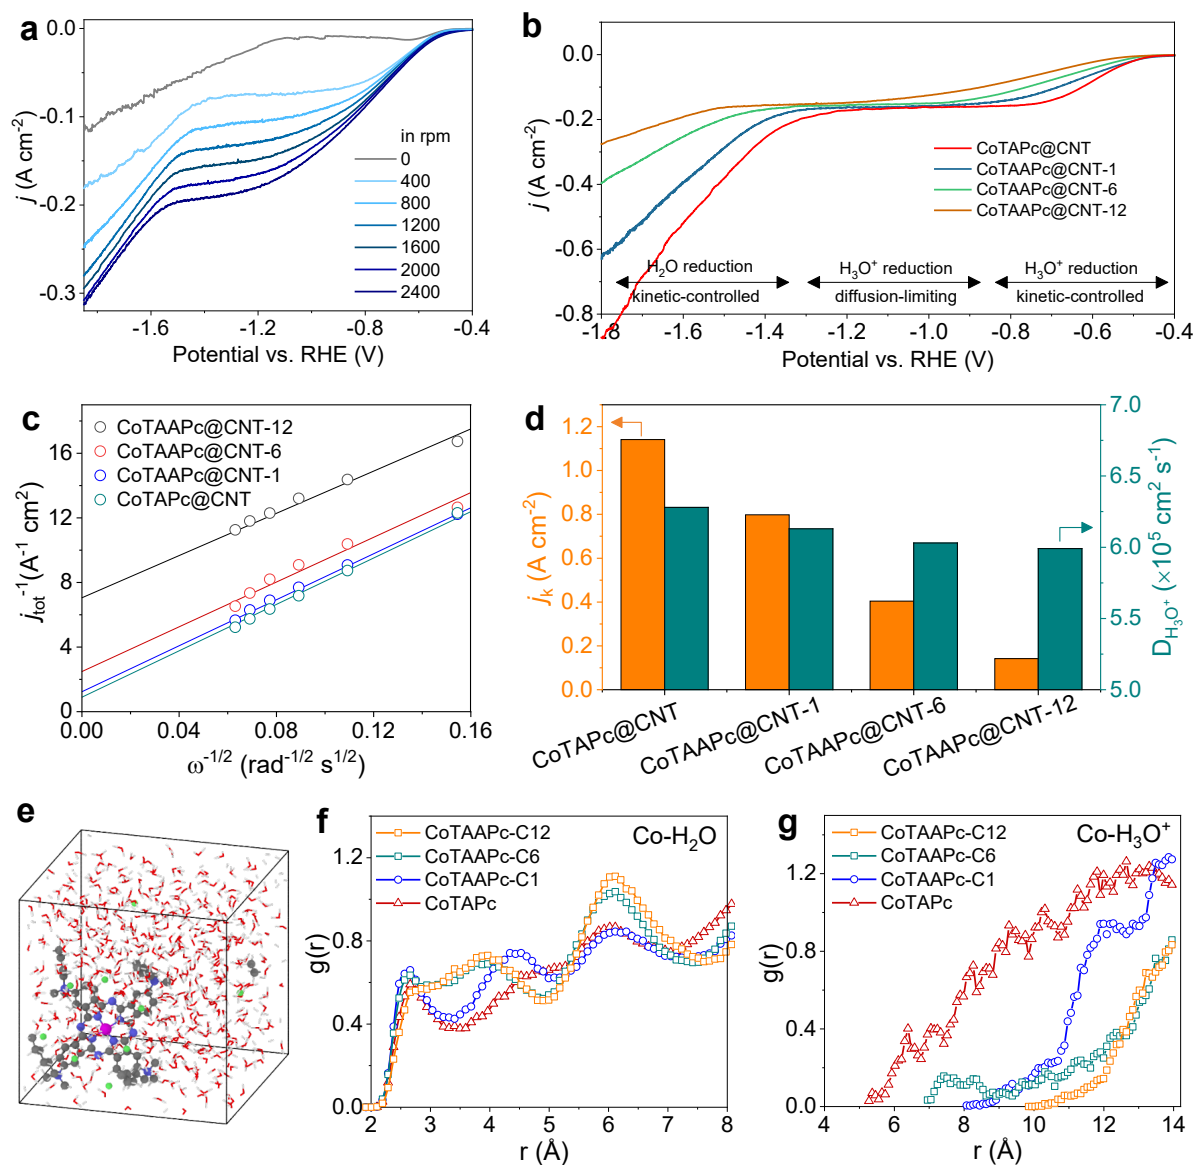 a
0.0
-0.1
-0.2
-0.3
j (A cm-2)
-1.6
-1.2
-0.8
-0.4
Potential vs. RHE (V)
in rpm
0
400
800
1200
1600
2000
2400
b
0.0
-0.2
-0.4
-0.6
-0.8
j (A cm-2)
-1.8
-1.6
-1.4
-1.2
-1.0
-0.8
-0.6
-0.4
Potential vs. RHE (V)
CoTAPc@CNT
CoTAAPc@CNT-1
CoTAAPc@CNT-6
CoTAAPc@CNT-12
H2O reduction
kinetic-controlled
H3O+ reduction
diffusion-limiting
H3O+ reduction
kinetic-controlled
c
CoTAAPc@CNT-12
CoTAAPc@CNT-6
CoTAAPc@CNT-1
CoTAPc@CNT
16
12
8
4
0
jtot-1(A-1 cm2)
0.00
0.04
0.08
0.12
0.16
ω-1/2 (rad-1/2 s1/2)
d
1.2
1.0
0.8
0.6
0.4
0.2
0.0
jk (A cm-2)
7.0
6.5
6.0
5.5
5.0
DH3O+ (×105 cm2 s-1)
CoTAPc@CNT
CoTAAPc@CNT-1
CoTAAPc@CNT-6
CoTAAPc@CNT-12
e
f
CoTAAPc-C12
CoTAAPc-C6
CoTAAPc-C1
CoTAPc
Co-H2O
1.2
0.8
0.4
0.0
g(r)
2
3
4
5
6
7
8
r (Å)
g
CoTAAPc-C12
CoTAAPc-C6
CoTAAPc-C1
CoTAPc
Co-H3O+
1.2
0.8
0.4
0.0
g(r)
4
6
8
10
12
14
r (Å)